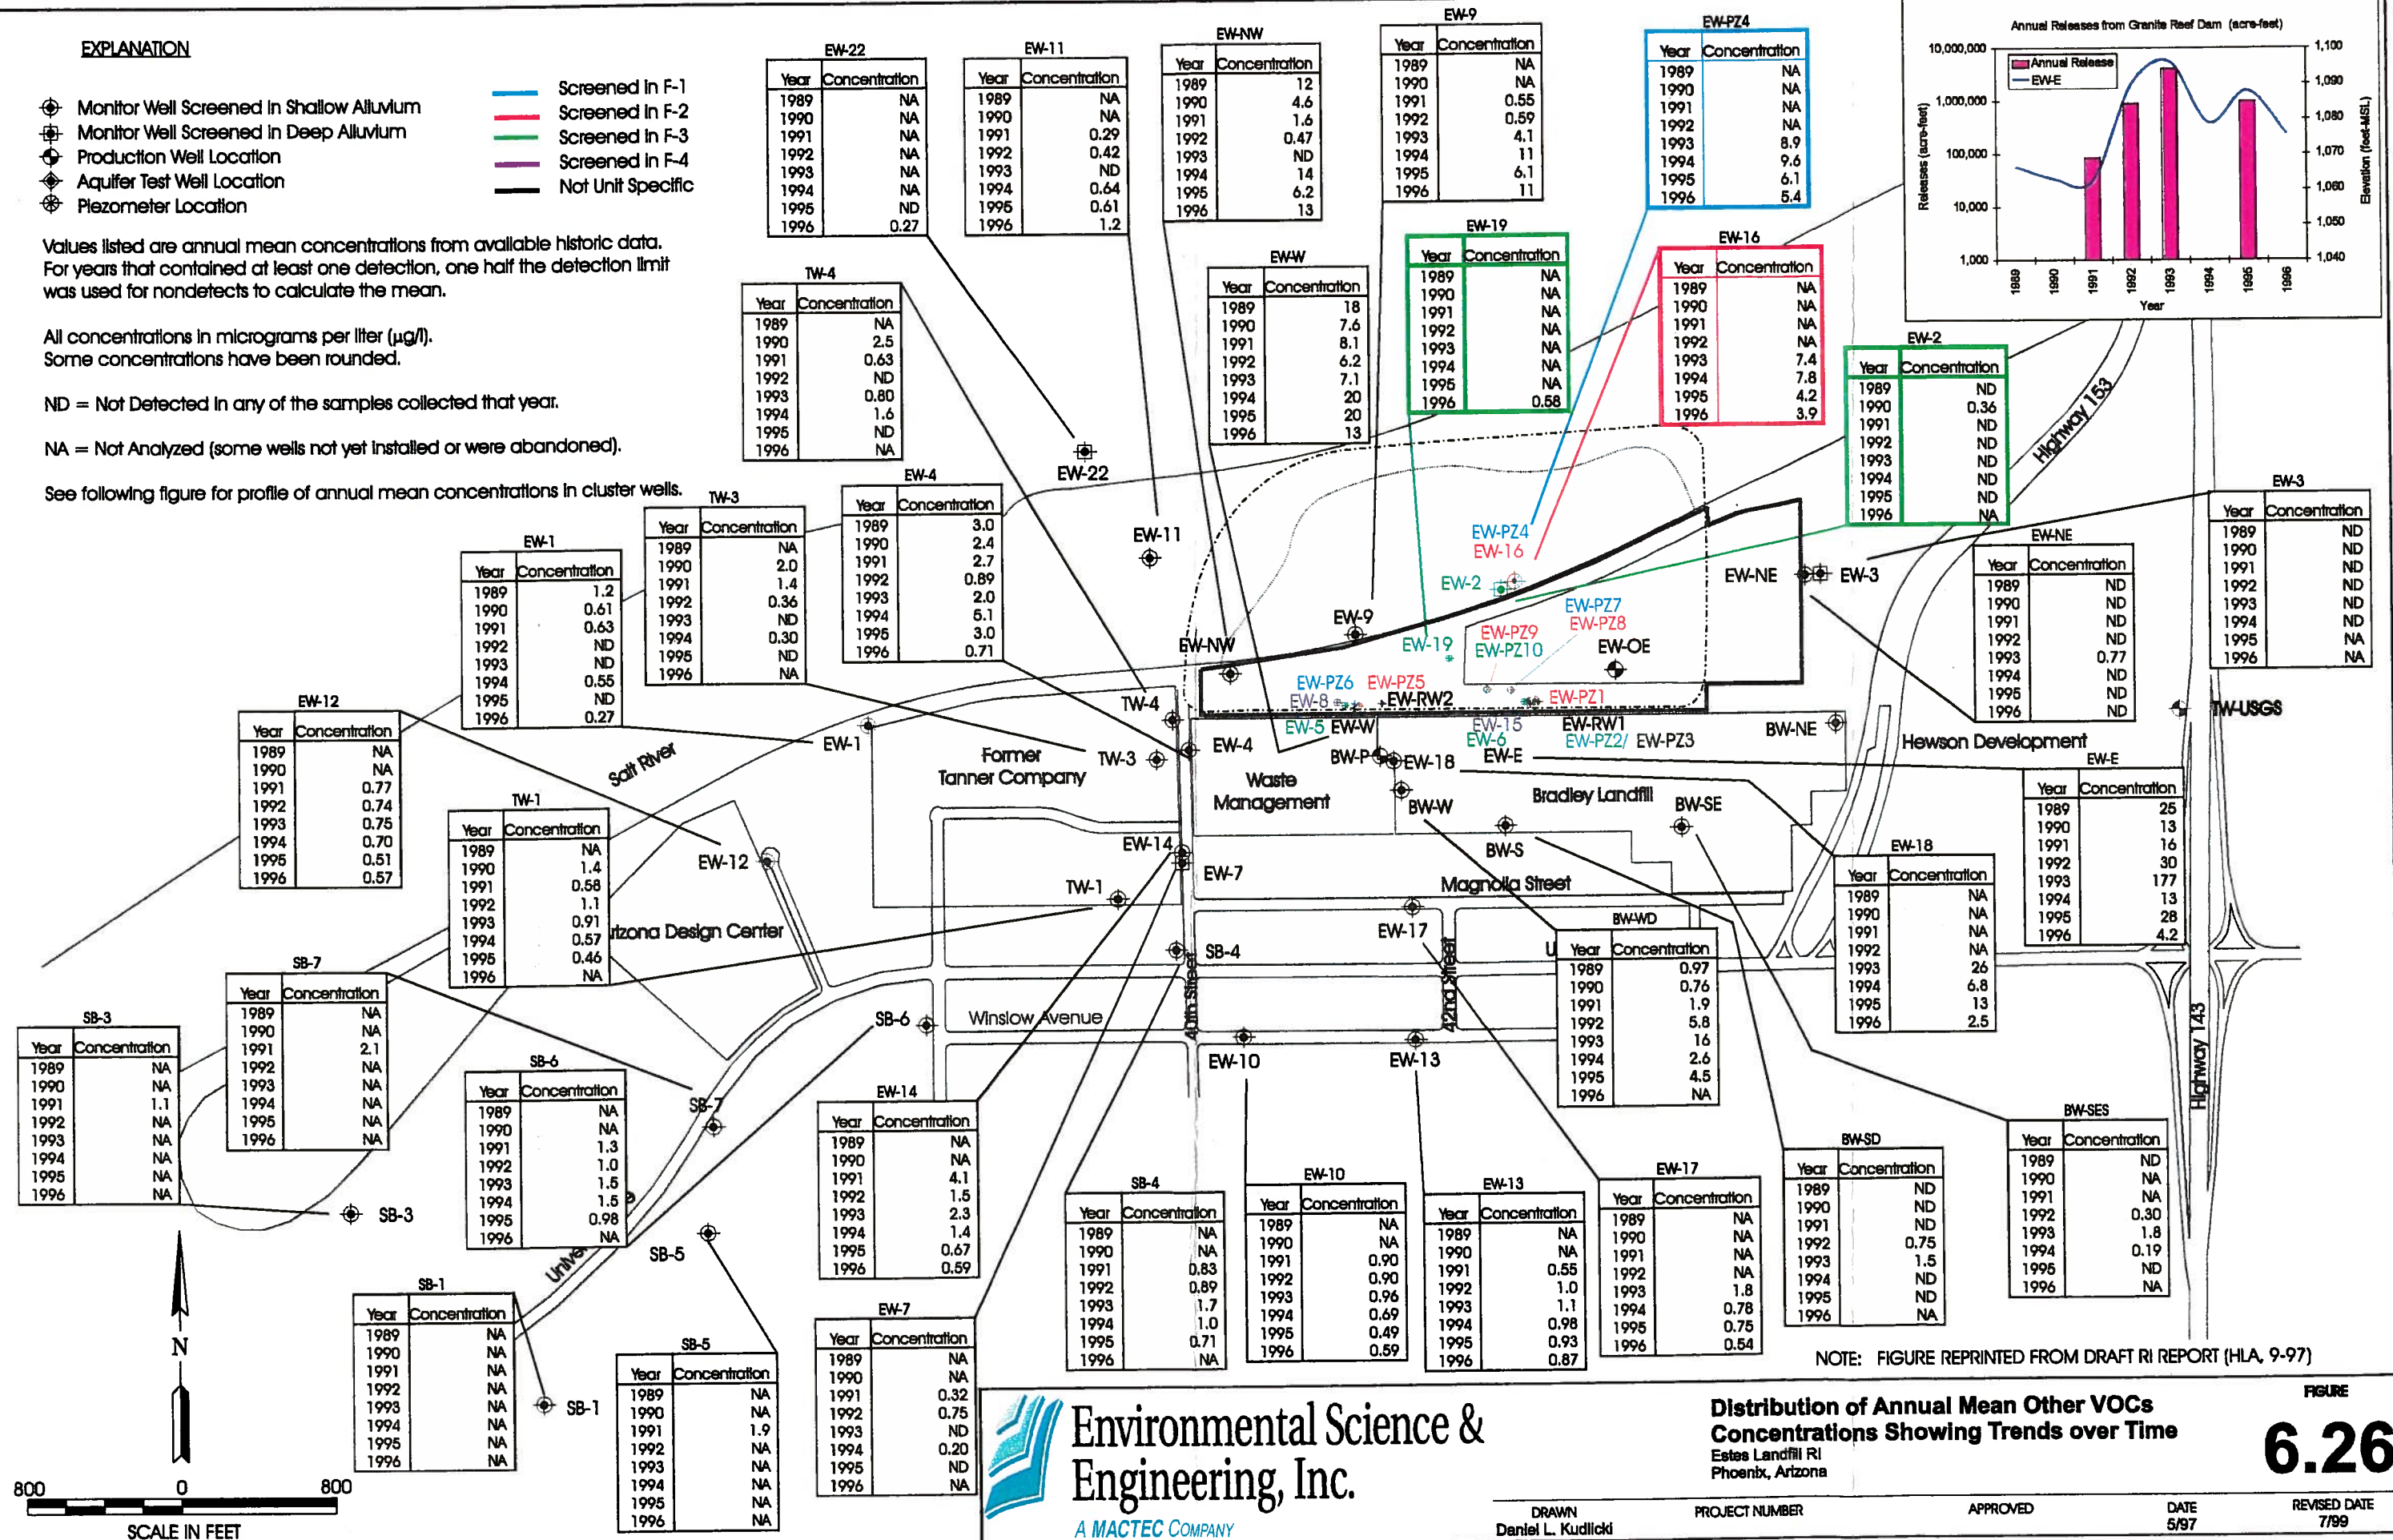 EXPLANATION
Monitor Well Screened in Shallow Alluvium
Monitor Well Screened in Deep Alluvium
Production Well Location
Aquifer Test Well Location
Piezometer Location
Screened in F-1
Screened in F-2
Screened in F-3
Screened in F-4
Not Unit Specific
Values listed are annual mean concentrations from available historic data.
For years that contained at least one detection, one half the detection limit
was used for nondetects to calculate the mean.
All concentrations in micrograms per liter (µg/l).
Some concentrations have been rounded.
ND = Not Detected in any of the samples collected that year.
NA = Not Analyzed (some wells not yet installed or were abandoned).
See following figure for profile of annual mean concentrations in cluster wells.
EW-22
Year Concentration
1989 NA
1990 NA
1991 NA
1992 NA
1993 NA
1994 NA
1995 ND
1996 0.27
EW-11
Year Concentration
1989 NA
1990 NA
1991 0.29
1992 0.42
1993 ND
1994 0.64
1995 0.61
1996 1.2
EW-NW
Year Concentration
1989 12
1990 4.6
1991 1.6
1992 0.47
1993 ND
1994 14
1995 6.2
1996 13
EW-9
Year Concentration
1989 NA
1990 NA
1991 0.55
1992 0.59
1993 4.1
1994 11
1995 6.1
1996 11
EW-PZ4
Year Concentration
1989 NA
1990 NA
1991 NA
1992 NA
1993 8.9
1994 9.6
1995 6.1
1996 5.4
Annual Releases from Granite Reef Dam (acre-feet)
Annual Release
EW-E
Releases (acre-feet)
10,000,000
1,000,000
100,000
10,000
1,000
1,100
1,090
1,080
1,070
1,060
1,050
1,040
Elevation (feet-MSL)
1989 1990 1991 1992 1993 1994 1995 1996
Year
TW-4
Year Concentration
1989 NA
1990 2.5
1991 0.63
1992 ND
1993 0.80
1994 1.6
1995 ND
1996 NA
EW-W
Year Concentration
1989 18
1990 7.6
1991 8.1
1992 6.2
1993 7.1
1994 20
1995 20
1996 13
EW-19
Year Concentration
1989 NA
1990 NA
1991 NA
1992 NA
1993 NA
1994 NA
1995 NA
1996 0.58
EW-16
Year Concentration
1989 NA
1990 NA
1991 NA
1992 NA
1993 7.4
1994 7.8
1995 4.2
1996 3.9
EW-2
Year Concentration
1989 ND
1990 0.36
1991 ND
1992 ND
1993 ND
1994 ND
1995 ND
1996 NA
EW-1
Year Concentration
1989 1.2
1990 0.61
1991 0.63
1992 ND
1993 ND
1994 0.55
1995 ND
1996 0.27
TW-3
Year Concentration
1989 NA
1990 2.0
1991 1.4
1992 0.36
1993 ND
1994 0.30
1995 ND
1996 NA
EW-4
Year Concentration
1989 3.0
1990 2.4
1991 2.7
1992 0.89
1993 2.0
1994 5.1
1995 3.0
1996 0.71
EW-NE
Year Concentration
1989 ND
1990 ND
1991 ND
1992 ND
1993 0.77
1994 ND
1995 ND
1996 ND
EW-3
Year Concentration
1989 ND
1990 ND
1991 ND
1992 ND
1993 ND
1994 ND
1995 NA
1996 NA
EW-12
Year Concentration
1989 NA
1990 NA
1991 0.77
1992 0.74
1993 0.75
1994 0.70
1995 0.51
1996 0.57
TW-1
Year Concentration
1989 NA
1990 1.4
1991 0.58
1992 1.1
1993 0.91
1994 0.57
1995 0.46
1996 NA
EW-E
Year Concentration
1989 25
1990 13
1991 16
1992 30
1993 177
1994 13
1995 28
1996 4.2
EW-18
Year Concentration
1989 NA
1990 NA
1991 NA
1992 NA
1993 26
1994 6.8
1995 13
1996 2.5
BW-WD
Year Concentration
1989 0.97
1990 0.76
1991 1.9
1992 5.8
1993 16
1994 2.6
1995 4.5
1996 NA
SB-3
Year Concentration
1989 NA
1990 NA
1991 1.1
1992 NA
1993 NA
1994 NA
1995 NA
1996 NA
SB-7
Year Concentration
1989 NA
1990 NA
1991 2.1
1992 NA
1993 NA
1994 NA
1995 NA
1996 NA
SB-6
Year Concentration
1989 NA
1990 NA
1991 1.3
1992 1.0
1993 1.5
1994 1.5
1995 0.98
1996 NA
EW-14
Year Concentration
1989 NA
1990 NA
1991 4.1
1992 1.5
1993 2.3
1994 1.4
1995 0.67
1996 0.59
SB-4
Year Concentration
1989 NA
1990 NA
1991 0.83
1992 0.89
1993 1.7
1994 1.0
1995 0.71
1996 NA
EW-10
Year Concentration
1989 NA
1990 NA
1991 0.90
1992 0.90
1993 0.96
1994 0.69
1995 0.49
1996 0.59
EW-13
Year Concentration
1989 NA
1990 NA
1991 0.55
1992 1.0
1993 1.1
1994 0.98
1995 0.93
1996 0.87
EW-17
Year Concentration
1989 NA
1990 NA
1991 NA
1992 NA
1993 1.8
1994 0.78
1995 0.75
1996 0.54
BW-SD
Year Concentration
1989 ND
1990 ND
1991 ND
1992 0.75
1993 1.5
1994 ND
1995 ND
1996 NA
BW-SES
Year Concentration
1989 ND
1990 NA
1991 NA
1992 0.30
1993 1.8
1994 0.19
1995 ND
1996 NA
SB-1
Year Concentration
1989 NA
1990 NA
1991 NA
1992 NA
1993 NA
1994 NA
1995 NA
1996 NA
SB-5
Year Concentration
1989 NA
1990 NA
1991 1.9
1992 NA
1993 NA
1994 NA
1995 NA
1996 NA
EW-7
Year Concentration
1989 NA
1990 NA
1991 0.32
1992 0.75
1993 ND
1994 0.20
1995 ND
1996 NA
EW-22
EW-11
EW-PZ4
EW-16
EW-2
EW-9
EW-NW
EW-19
EW-PZ7
EW-PZ8
EW-PZ9
EW-PZ10
EW-OE
EW-NE
EW-3
EW-PZ6
EW-PZ5
EW-8
EW-RW2
EW-PZ1
EW-5
EW-W
EW-15
EW-RW1
EW-6
EW-PZ2/
EW-PZ3
EW-E
BW-NE
TW-USGS
TW-4
EW-1
EW-4
TW-3
BW-P
EW-18
BW-W
BW-SE
BW-S
EW-14
EW-7
EW-12
TW-1
EW-17
SB-4
SB-6
EW-10
EW-13
SB-7
SB-3
SB-5
SB-1
Salt River
Former
Tanner Company
Waste
Management
Bradley Landfill
Hewson Development
Highway 153
Magnolia Street
rizona Design Center
40th Street
42nd Street
U
Winslow Avenue
Highway 143
Univer
N
800 0 800
SCALE IN FEET
NOTE: FIGURE REPRINTED FROM DRAFT RI REPORT (HLA, 9-97)
Environmental Science &
Engineering, Inc.
A MACTEC COMPANY
Distribution of Annual Mean Other VOCs
Concentrations Showing Trends over Time
Estes Landfill RI
Phoenix, Arizona
FIGURE
6.26
DRAWN
Daniel L. Kudlicki
PROJECT NUMBER
APPROVED
DATE
5/97
REVISED DATE
7/99